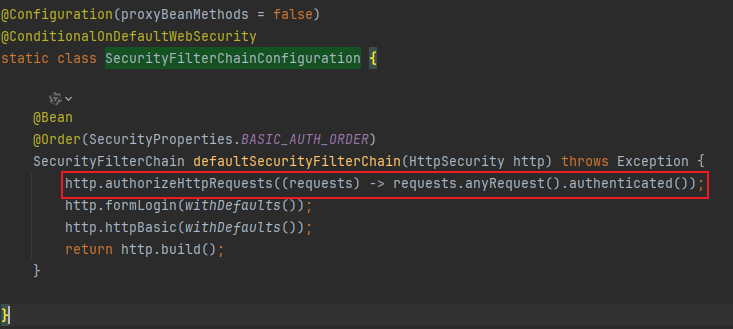 @Configuration(proxyBeanMethods = false)
@ConditionalOnDefaultWebSecurity
static class SecurityFilterChainConfiguration {
@Bean
@Order(SecurityProperties.BASIC_AUTH_ORDER)
SecurityFilterChain defaultSecurityFilterChain(HttpSecurity http) throws Exception {
http.authorizeHttpRequests((requests) -> requests.anyRequest().authenticated());
http.formLogin(withDefaults());
http.httpBasic(withDefaults());
return http.build();
}
}